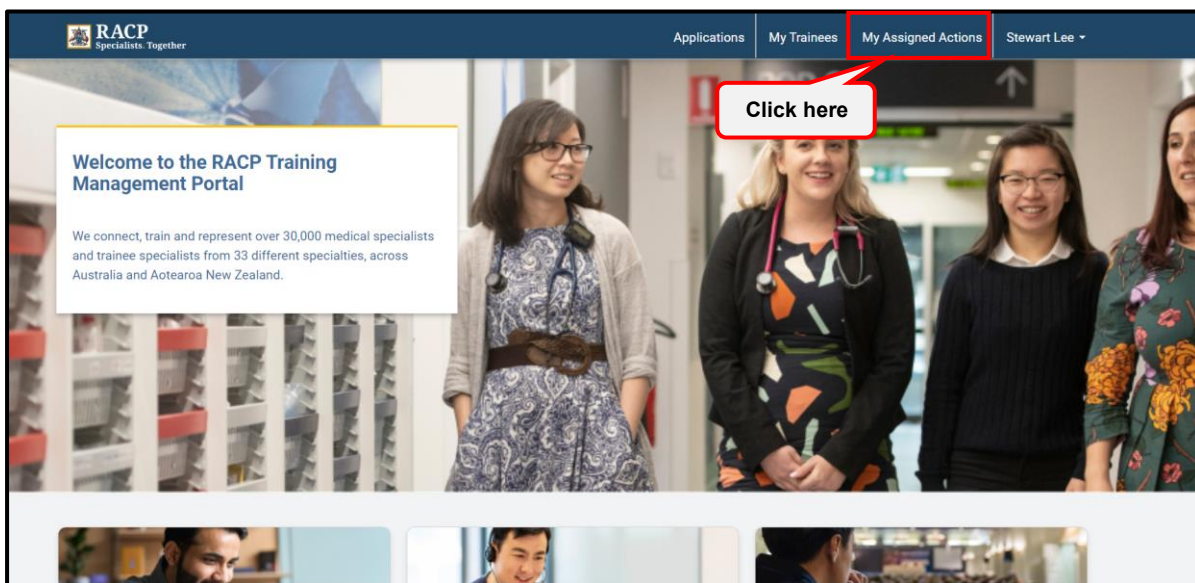 RACP
Specialists. Together
Applications
My Trainees
My Assigned Actions
Stewart Lee
Click here
Welcome to the RACP Training
Management Portal
We connect, train and represent over 30,000 medical specialists
and trainee specialists from 33 different specialties, across
Australia and Aotearoa New Zealand.